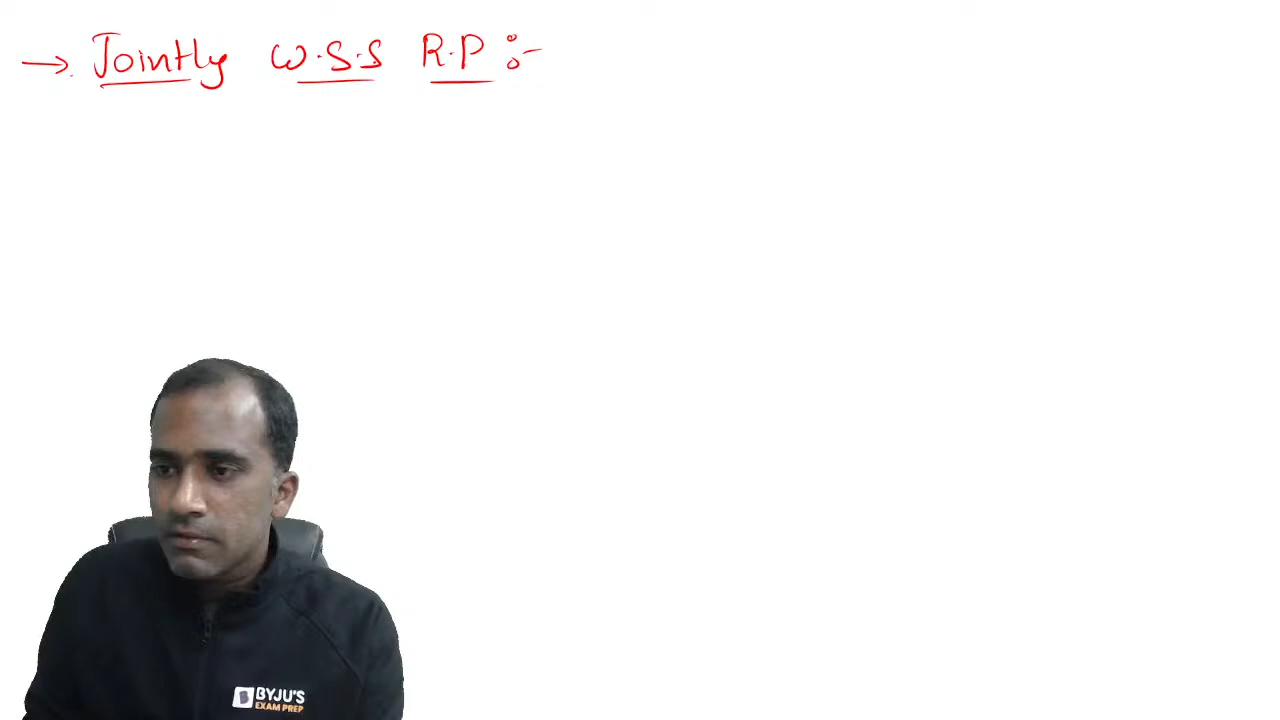 → Jointly W.S.S R.P :-
BYJU'S
EXAM PREP